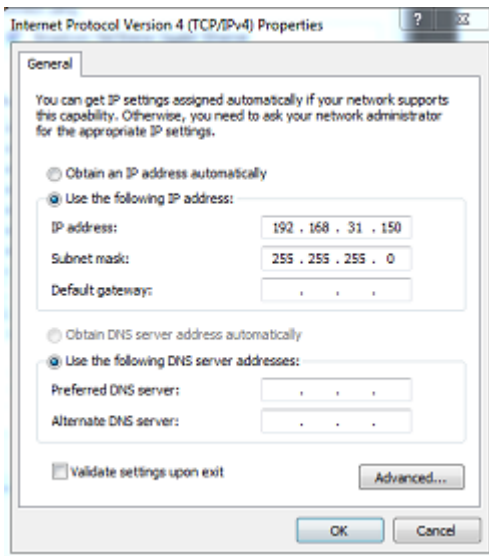 Internet Protocol Version 4 (TCP/IPv4) Properties
General
You can get IP settings assigned automatically if your network supports
this capability. Otherwise, you need to ask your network administrator
for the appropriate IP settings.
Obtain an IP address automatically
Use the following IP address:
IP address: 192 . 168 . 31 . 150
Subnet mask: 255 . 255 . 255 . 0
Default gateway: . . .
Obtain DNS server address automatically
Use the following DNS server addresses:
Preferred DNS server: . . .
Alternate DNS server: . . .
Validate settings upon exit
Advanced...
OK Cancel